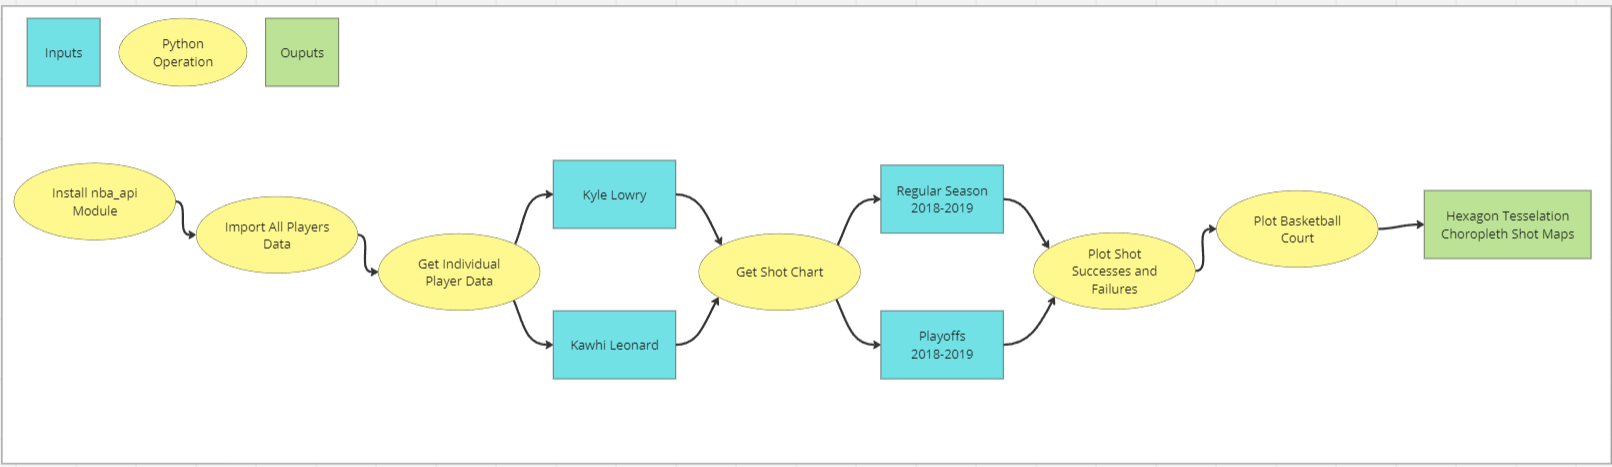 Inputs
Python
Operation
Ouputs
Install nba_api
Module
Import All Players
Data
Get Individual
Player Data
Kyle Lowry
Kawhi Leonard
Get Shot Chart
Regular Season
2018-2019
Playoffs
2018-2019
Plot Shot
Successes and
Failures
Plot Basketball
Court
Hexagon Tesselation
Choropleth Shot Maps